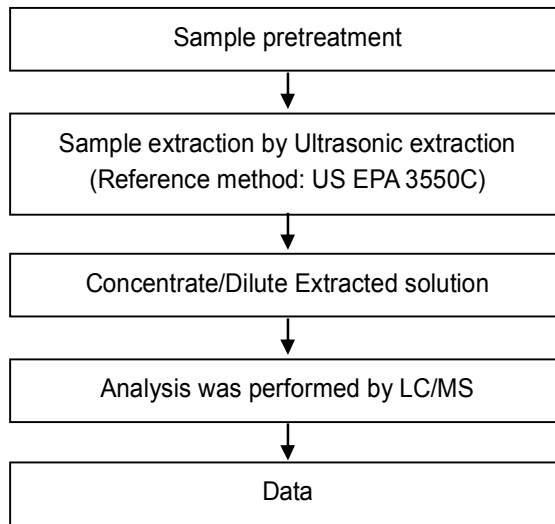 Sample pretreatment
Sample extraction by Ultrasonic extraction
(Reference method: US EPA 3550C)
Concentrate/Dilute Extracted solution
Analysis was performed by LC/MS
Data